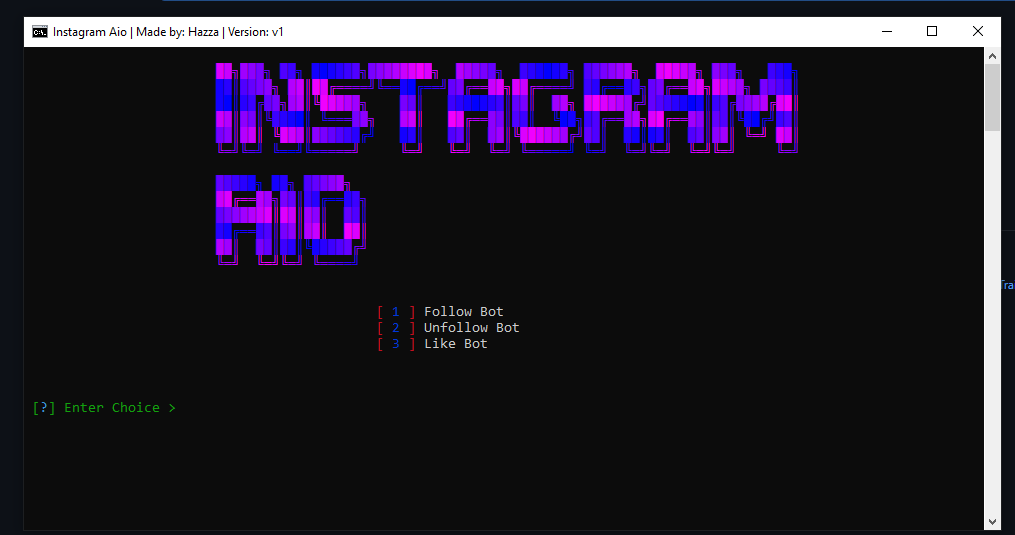 Instagram Aio | Made by: Hazza | Version: v1
INSTAGRAM
AIO
[ 1 ] Follow Bot
[ 2 ] Unfollow Bot
[ 3 ] Like Bot
[?] Enter Choice >